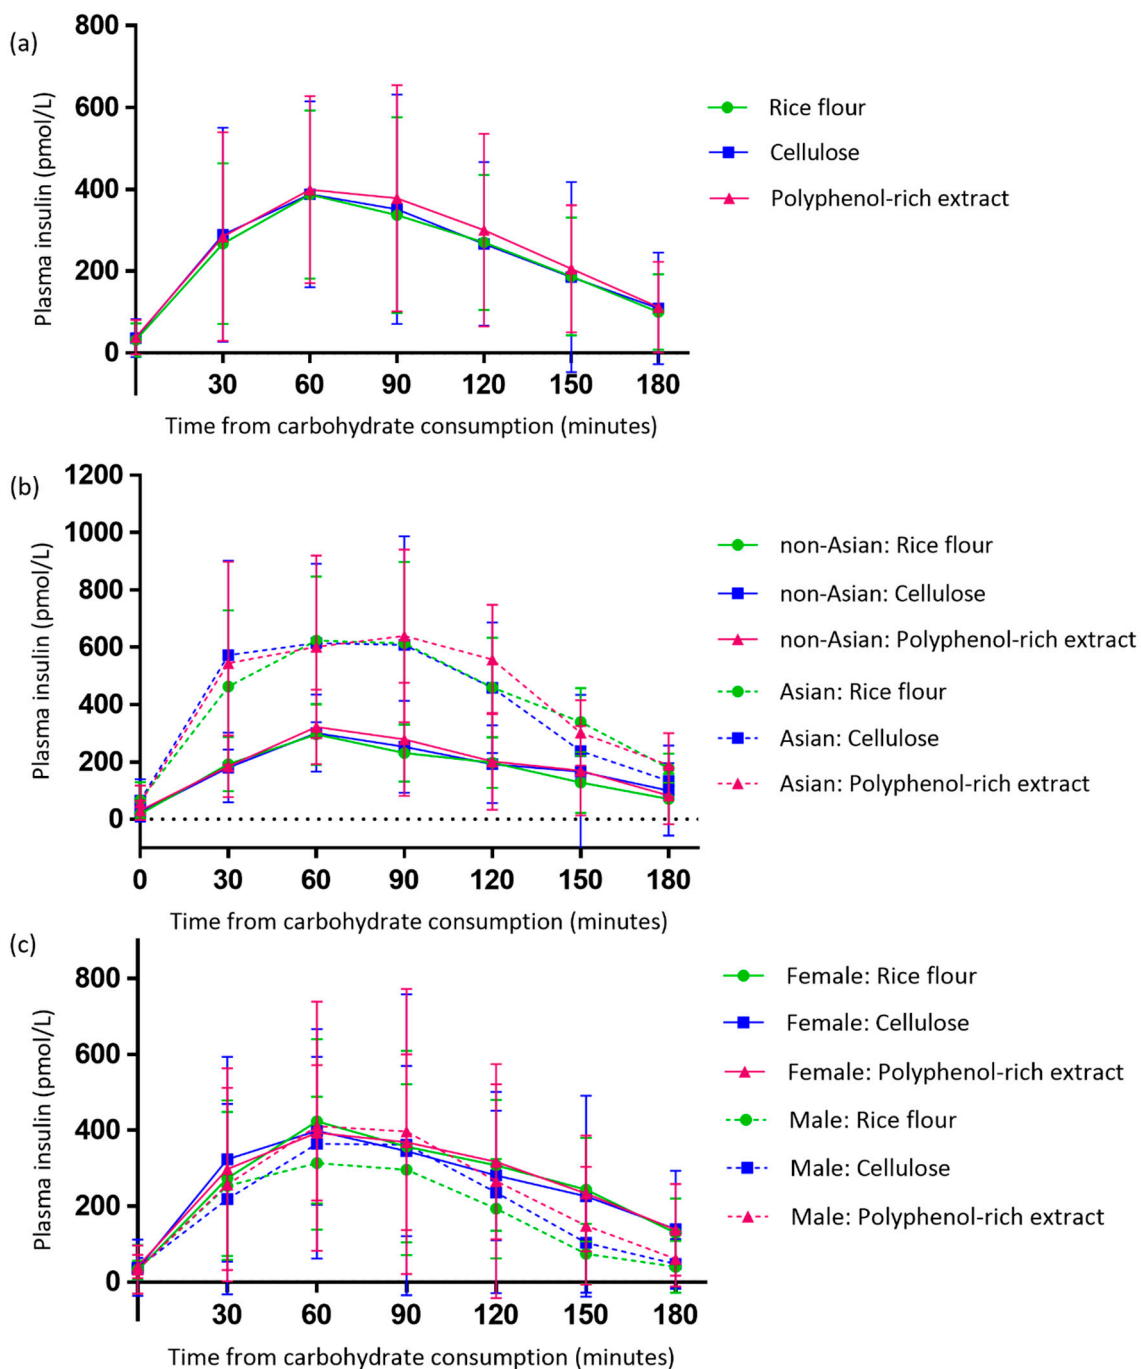 (a)
800
600
400
200
0
Plasma insulin (pmol/L)
30 60 90 120 150 180
Time from carbohydrate consumption (minutes)
Rice flour
Cellulose
Polyphenol-rich extract
(b)
1200
1000
800
600
400
200
0
Plasma insulin (pmol/L)
0 30 60 90 120 150 180
Time from carbohydrate consumption (minutes)
non-Asian: Rice flour
non-Asian: Cellulose
non-Asian: Polyphenol-rich extract
Asian: Rice flour
Asian: Cellulose
Asian: Polyphenol-rich extract
(c)
800
600
400
200
0
Plasma insulin (pmol/L)
30 60 90 120 150 180
Time from carbohydrate consumption (minutes)
Female: Rice flour
Female: Cellulose
Female: Polyphenol-rich extract
Male: Rice flour
Male: Cellulose
Male: Polyphenol-rich extract